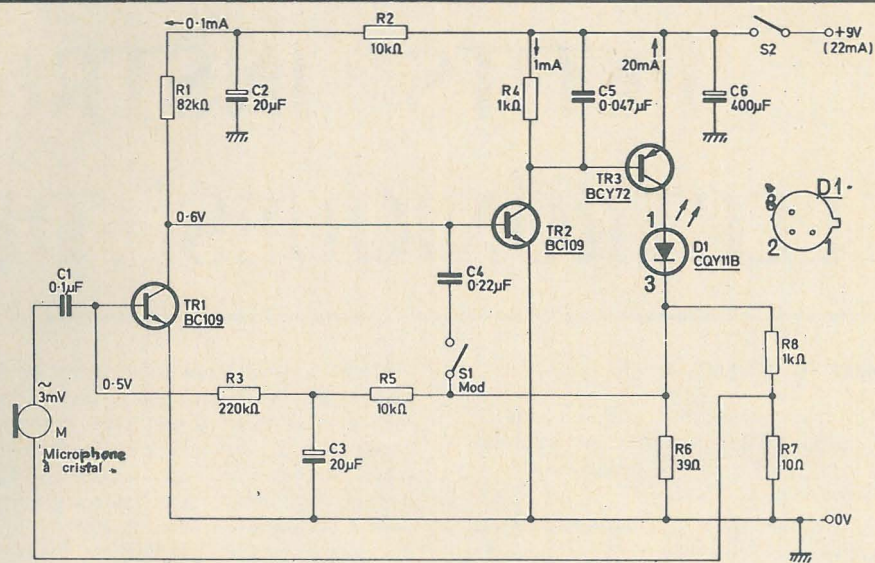 0·1mA
R2
10kΩ
+9V
(22mA)
S2
1mA
20mA
R1
82kΩ
C2
20µF
R4
1kΩ
C5
0·047µF
C6
400µF
TR3
BCY72
D1
3
2
1
0·6V
TR2
BC109
1
D1
CQY11B
3
C1
0·1µF
TR1
BC109
C4
0·22µF
S1
Mod
R8
1kΩ
0·5V
R3
220kΩ
R5
10kΩ
~
3mV
M
Microphone
à cristal
C3
20µF
R6
39Ω
R7
10Ω
0V